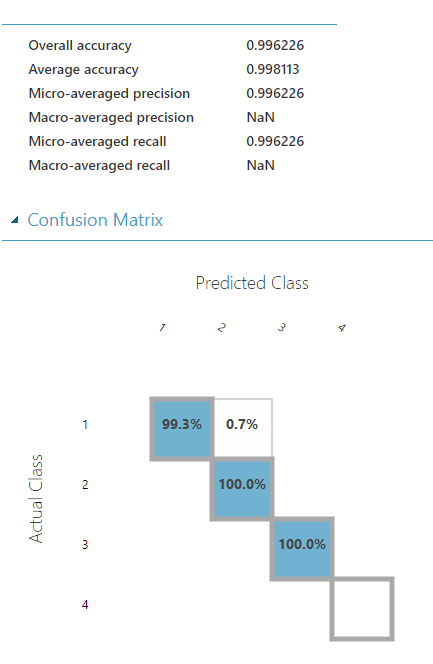 Overall accuracy 0.996226
Average accuracy 0.998113
Micro-averaged precision 0.996226
Macro-averaged precision NaN
Micro-averaged recall 0.996226
Macro-averaged recall NaN
Confusion Matrix
Predicted Class
1 2 3 4
Actual Class
1 99.3% 0.7%
2 100.0%
3 100.0%
4